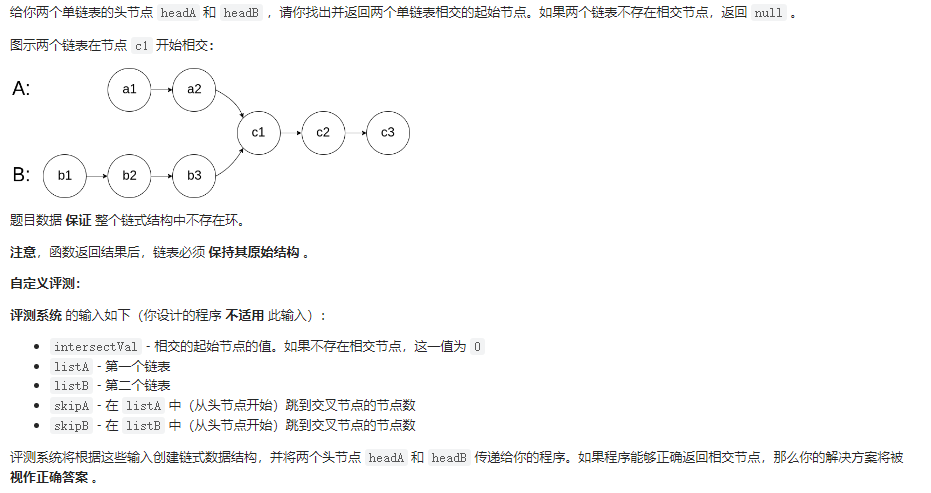 给你两个单链表的头节点 headA 和 headB ，请你找出并返回两个单链表相交的起始节点。如果两个链表不存在相交节点，返回 null 。
图示两个链表在节点 c1 开始相交：
A: a1 a2
c1 c2 c3
B: b1 b2 b3
题目数据 保证 整个链式结构中不存在环。
注意，函数返回结果后，链表必须 保持其原始结构 。
自定义评测：
评测系统 的输入如下（你设计的程序 不适用 此输入）：
• intersectVal - 相交的起始节点的值。如果不存在相交节点，这一值为 0
• listA - 第一个链表
• listB - 第二个链表
• skipA - 在 listA 中（从头节点开始）跳到交叉节点的节点数
• skipB - 在 listB 中（从头节点开始）跳到交叉节点的节点数
评测系统将根据这些输入创建链式数据结构，并将两个头节点 headA 和 headB 传递给你的程序。如果程序能够正确返回相交节点，那么你的解决方案将被
视作正确答案 。